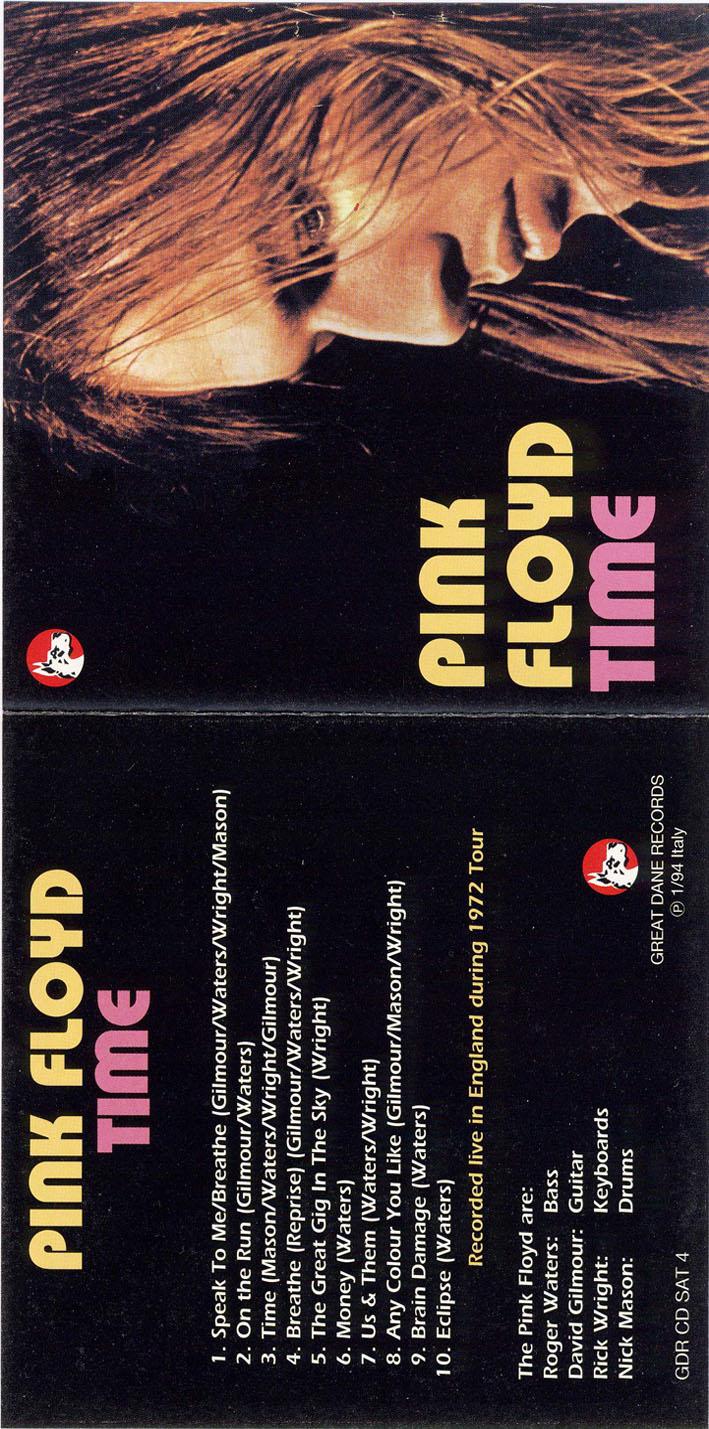 PINK
FLOYD
TIME
PINK FLOYD
TIME
1. Speak To Me/Breathe (Gilmour/Waters/Wright/Mason)
2. On the Run (Gilmour/Waters)
3. Time (Mason/Waters/Wright/Gilmour)
4. Breathe (Reprise) (Gilmour/Waters/Wright)
5. The Great Gig In The Sky (Wright)
6. Money (Waters)
7. Us & Them (Waters/Wright)
8. Any Colour You Like (Gilmour/Mason/Wright)
9. Brain Damage (Waters)
10. Eclipse (Waters)
Recorded live in England during 1972 Tour
The Pink Floyd are:
Roger Waters: Bass
David Gilmour: Guitar
Rick Wright: Keyboards
Nick Mason: Drums
GDR CD SAT 4
GREAT DANE RECORDS
℗ 1/94 Italy